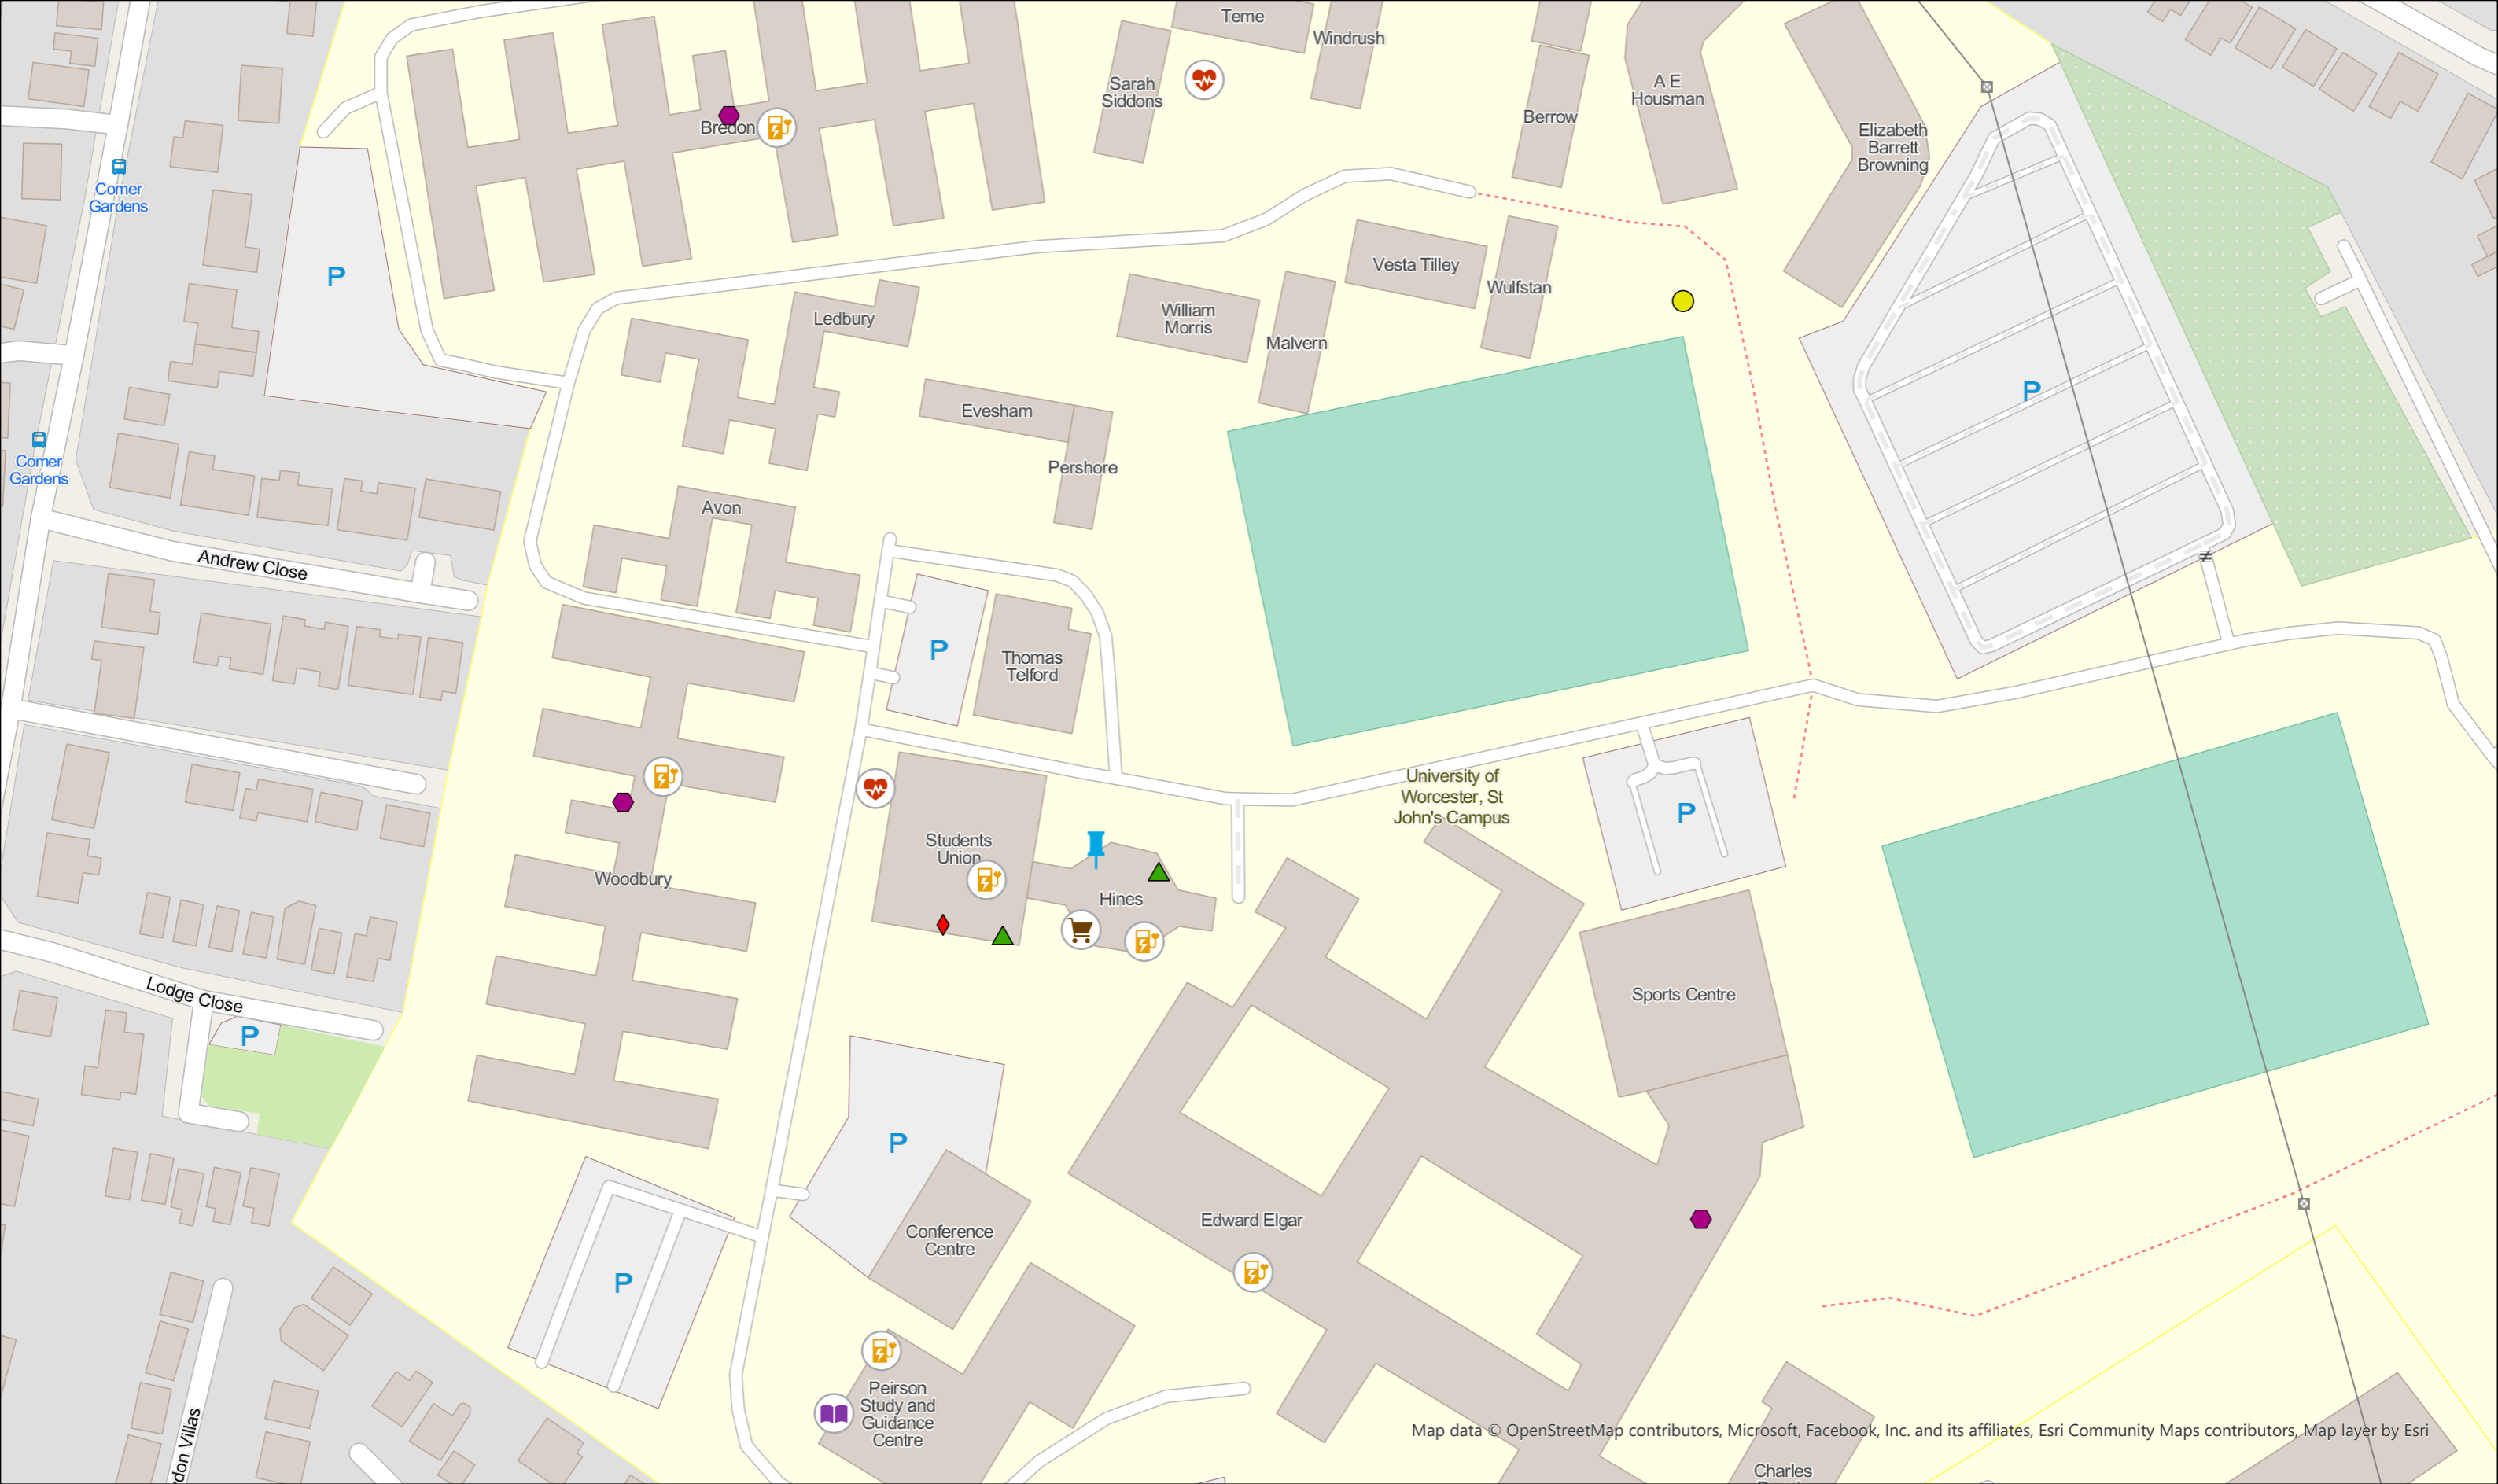 Teme
Windrush
Sarah
Siddons
A E
Housman
Berrow
Bredon
Elizabeth
Barrett
Browning
Comer
Gardens
P
Vesta Tilley
Wulfstan
Ledbury
William
Morris
Malvern
P
Evesham
Comer
Gardens
Pershore
Avon
Andrew Close
P
Thomas
Telford
University of
Worcester, St
John's Campus
P
Students
Union
Woodbury
Hines
Lodge Close
Sports Centre
P
P
Edward Elgar
Conference
Centre
P
Peirson
Study and
Guidance
Centre
don Villas
Map data © OpenStreetMap contributors, Microsoft, Facebook, Inc. and its affiliates, Esri Community Maps contributors, Map layer by Esri
Charles